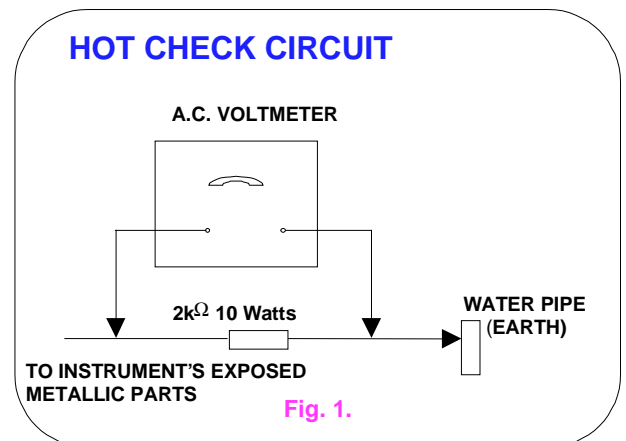 HOT CHECK CIRCUIT
A.C. VOLTMETER
2kΩ 10 Watts
WATER PIPE
(EARTH)
TO INSTRUMENT'S EXPOSED
METALLIC PARTS
Fig. 1.